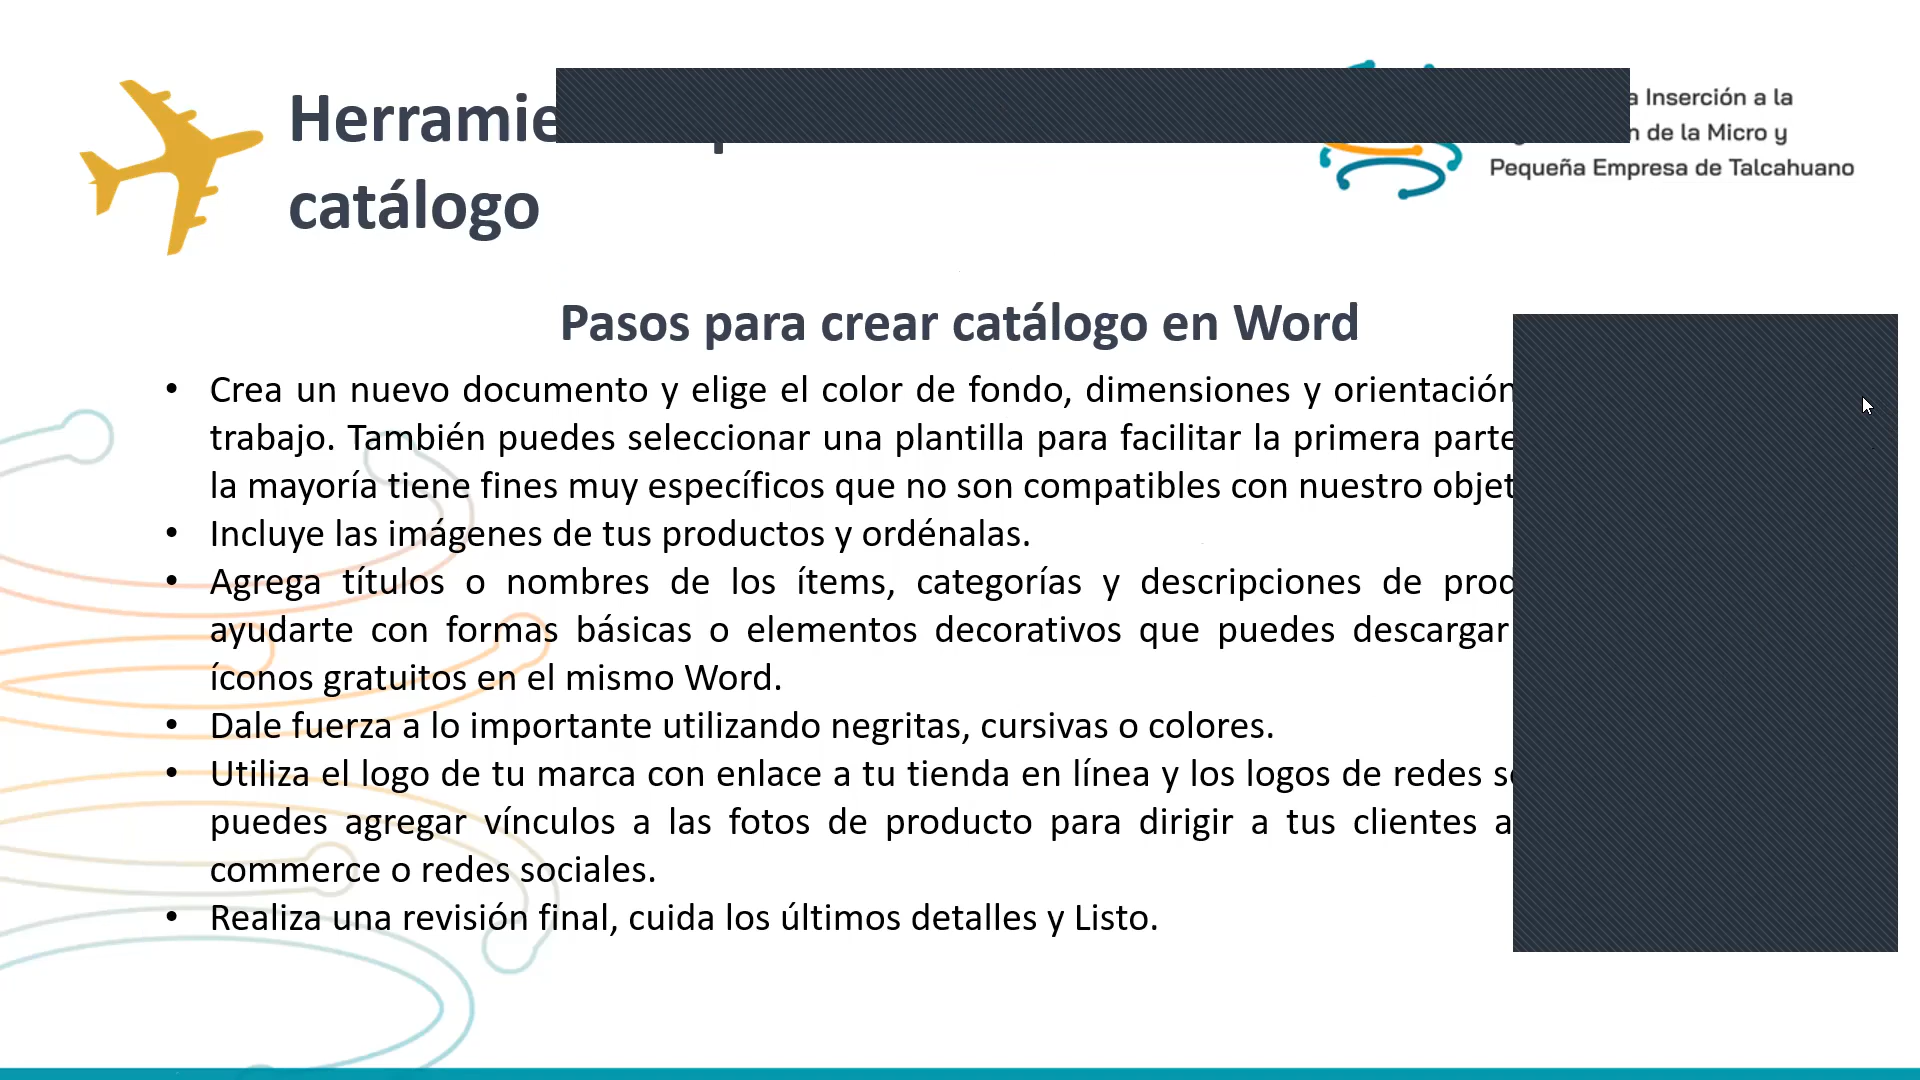 catálogo
a Inserción a la
de la Micro y
Pequeña Empresa de Talcahuano
Pasos para crear catálogo en Word
• Crea un nuevo documento y elige el color de fondo, dimensiones y orientación
trabajo. También puedes seleccionar una plantilla para facilitar la primera parte
la mayoría tiene fines muy específicos que no son compatibles con nuestro
• Incluye las imágenes de tus productos y ordénalas.
• Agrega títulos o nombres de los ítems, categorías y descripciones de
ayudarte con formas básicas o elementos decorativos que puedes descargar
íconos gratuitos en el mismo Word.
• Dale fuerza a lo importante utilizando negritas, cursivas o colores.
• Utiliza el logo de tu marca con enlace a tu tienda en línea y los logos de redes
puedes agregar vínculos a las fotos de producto para dirigir a tus clientes a
commerce o redes sociales.
• Realiza una revisión final, cuida los últimos detalles y Listo.